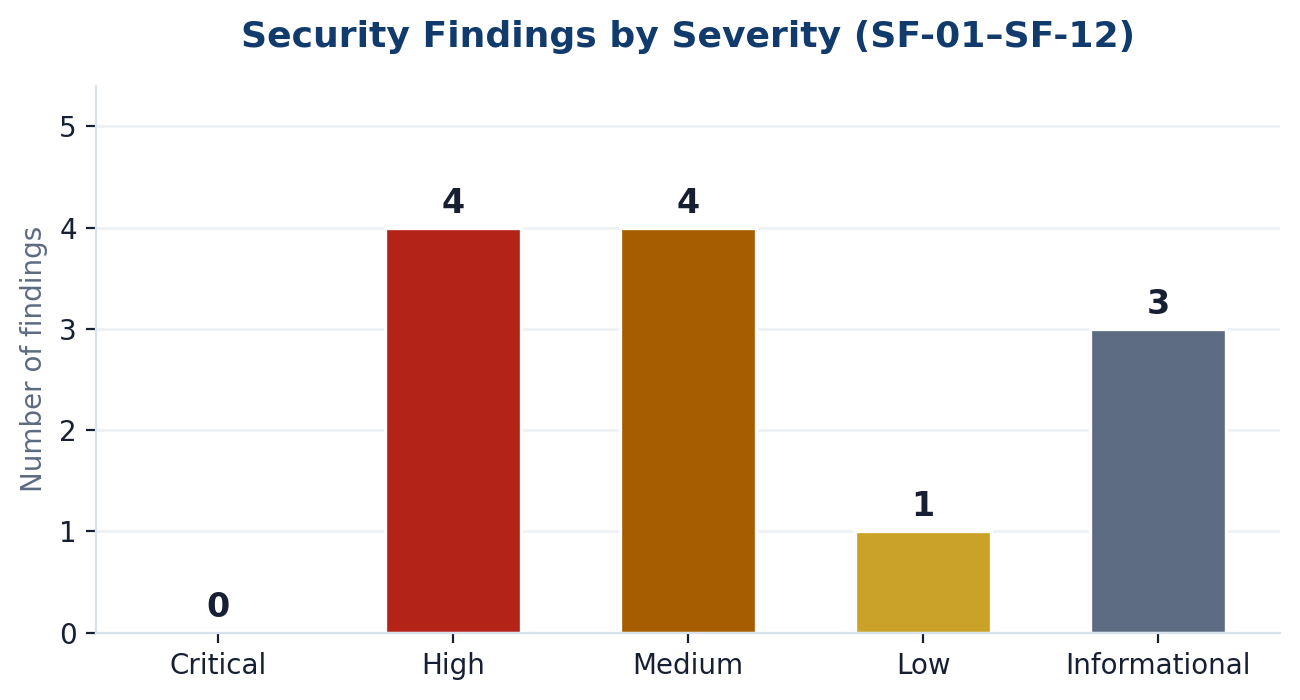 Security Findings by Severity (SF-01–SF-12)
Number of findings
5
4
3
2
1
0
0
4
4
1
3
Critical
High
Medium
Low
Informational